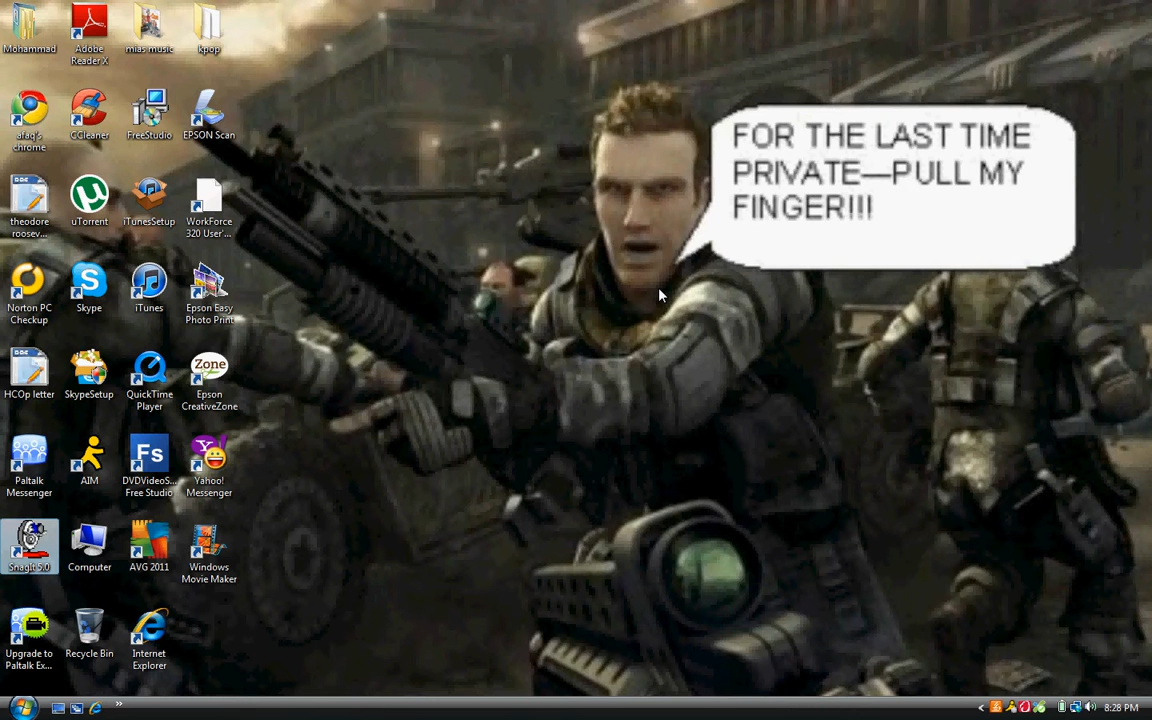 Mohammad
Adobe
Reader X
mias music
kpop
afaq's
chrome
CCleaner
FreeStudio
EPSON Scan
theodore
roosev...
uTorrent
iTunesSetup
WorkForce
320 User'...
Norton PC
Checkup
Skype
iTunes
Epson Easy
Photo Print
HCOp letter
SkypeSetup
QuickTime
Player
Zone
Epson
CreativeZone
Paltalk
Messenger
AIM
Fs
DVDVideoS...
Free Studio
Yahoo!
Messenger
SnagIt 5.0
Computer
AVG 2011
Windows
Movie Maker
Upgrade to
Paltalk Ex...
Recycle Bin
Internet
Explorer
FOR THE LAST TIME
PRIVATE—PULL MY
FINGER!!!
8:28 PM